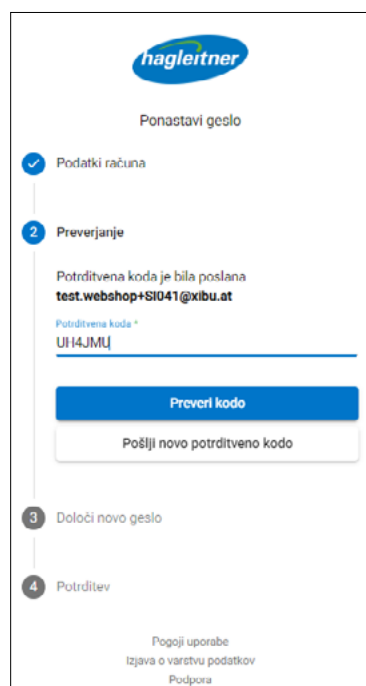 hagleitner
Ponastavi geslo
Podatki računa
2 Preverjanje
Potrditvena koda je bila poslana
test.webshop+SI041@xibu.at
Potrditvena koda *
UH4JMU
Preveri kodo
Pošlji novo potrditveno kodo
3 Določi novo geslo
4 Potrditev
Pogoji uporabe
Izjava o varstvu podatkov
Podpora